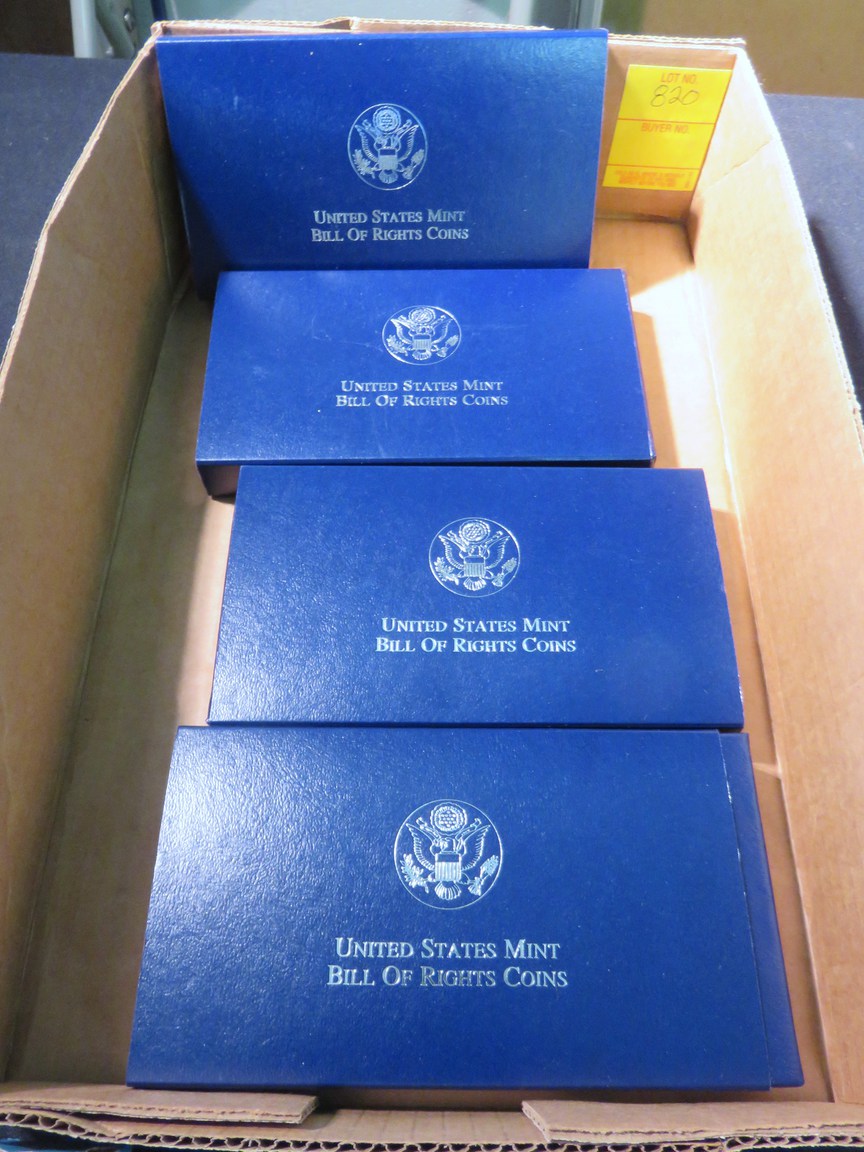 LOT NO.
820
BUYER NO.
UNITED STATES MINT
BILL OF RIGHTS COINS
UNITED STATES MINT
BILL OF RIGHTS COINS
UNITED STATES MINT
BILL OF RIGHTS COINS
UNITED STATES MINT
BILL OF RIGHTS COINS